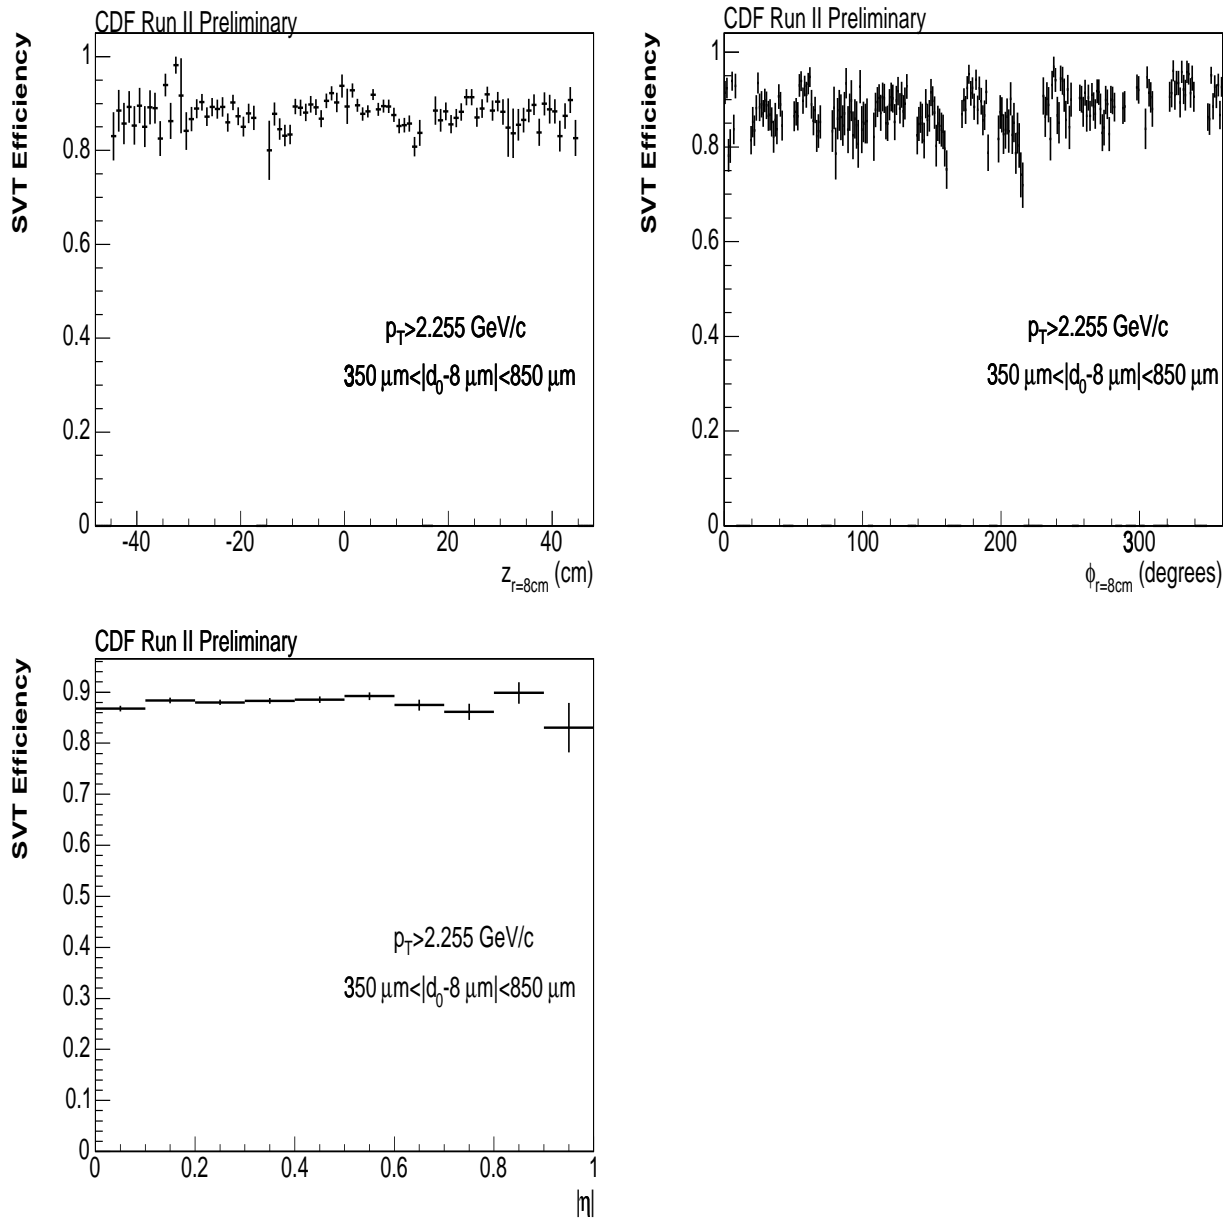 CDF Run II Preliminary
SVT Efficiency
1
0.8
0.6
0.4
0.2
0
p_T>2.255 GeV/c
350 μm<|d_0-8 μm|<850 μm
-40 -20 0 20 40
z_{r=8cm} (cm)
CDF Run II Preliminary
SVT Efficiency
1
0.8
0.6
0.4
0.2
0
p_T>2.255 GeV/c
350 μm<|d_0-8 μm|<850 μm
0 100 200 300
ϕ_{r=8cm} (degrees)
CDF Run II Preliminary
SVT Efficiency
0.9
0.8
0.7
0.6
0.5
0.4
0.3
0.2
0.1
0
p_T>2.255 GeV/c
350 μm<|d_0-8 μm|<850 μm
0 0.2 0.4 0.6 0.8 1
|η|